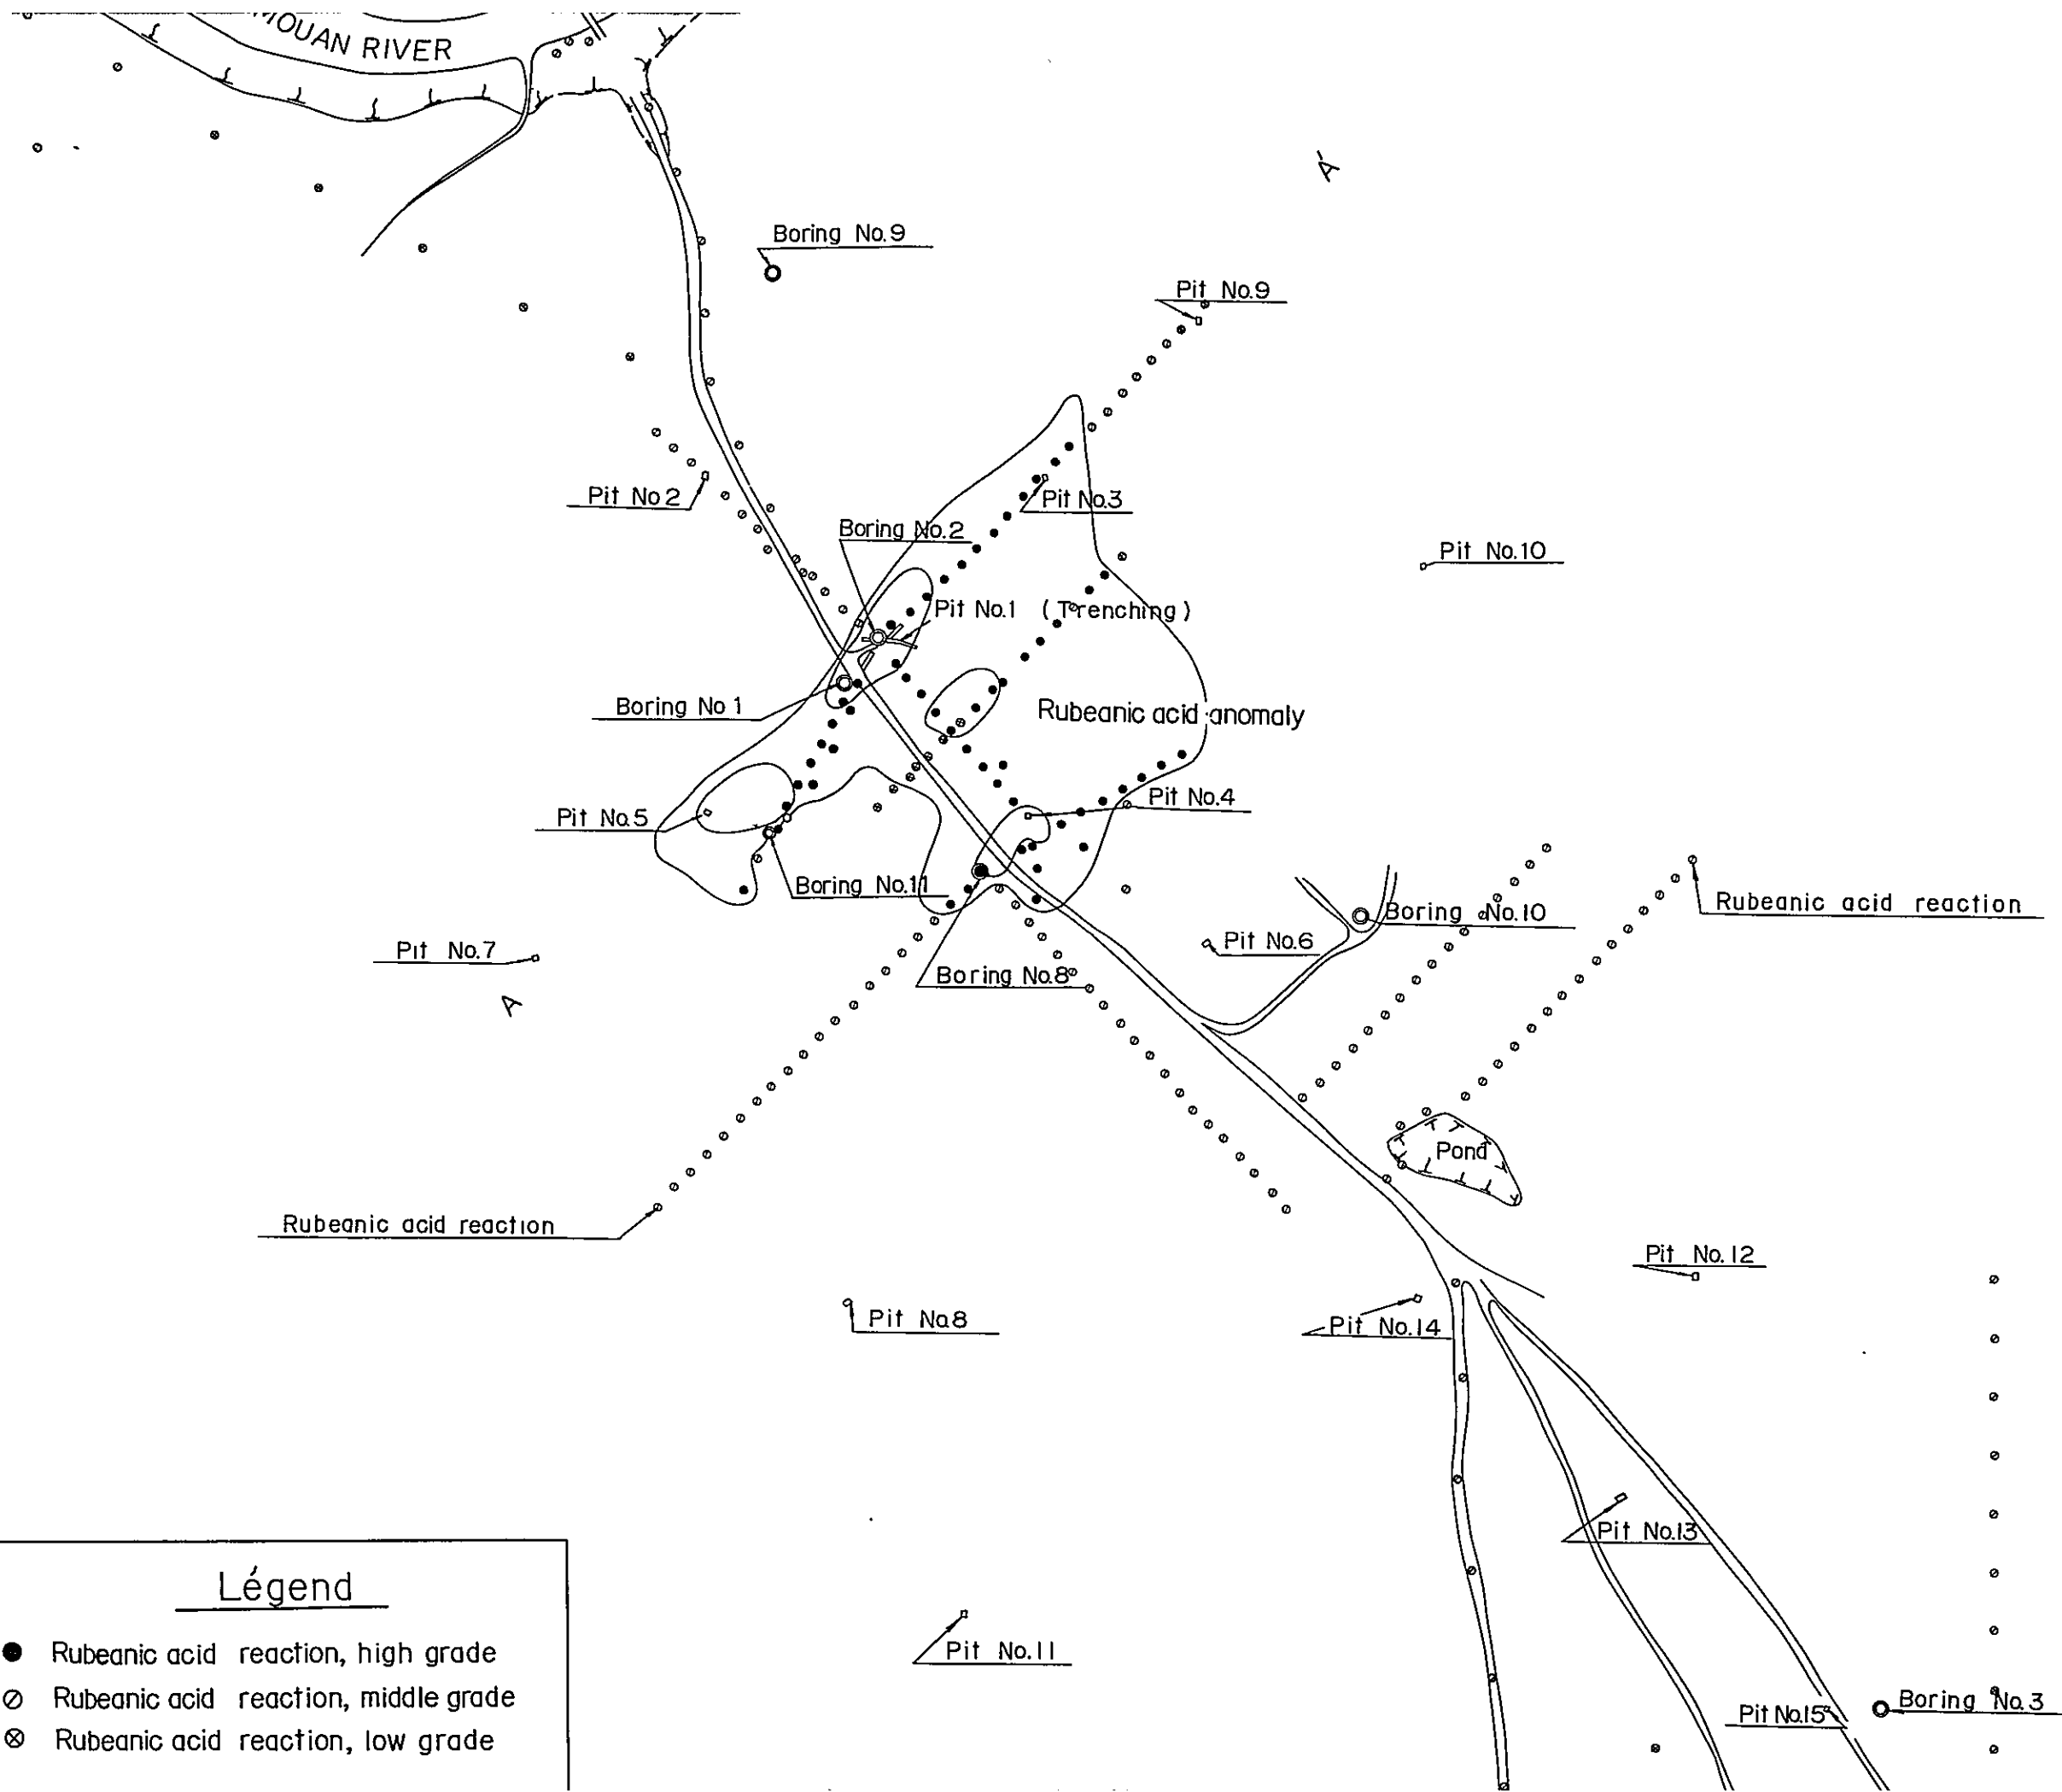 MOUAN RIVER
A'
Boring No.9
Pit No.9
Pit No 2
Pit No.3
Boring No.2
Pit No.10
Pit No.1 (Trenching)
Boring No 1
Rubeanic acid anomaly
Pit No.4
Pit No.5
Boring No.11
Rubeanic acid reaction
Boring No.10
Pit No.6
Pit No.7
Boring No.8
A
Pond
Rubeanic acid reaction
Pit No.12
Pit No.8
Pit No.14
Pit No.13
Légend
Rubeanic acid reaction, high grade
Rubeanic acid reaction, middle grade
Rubeanic acid reaction, low grade
Pit No.11
Pit No.15
Boring No.3